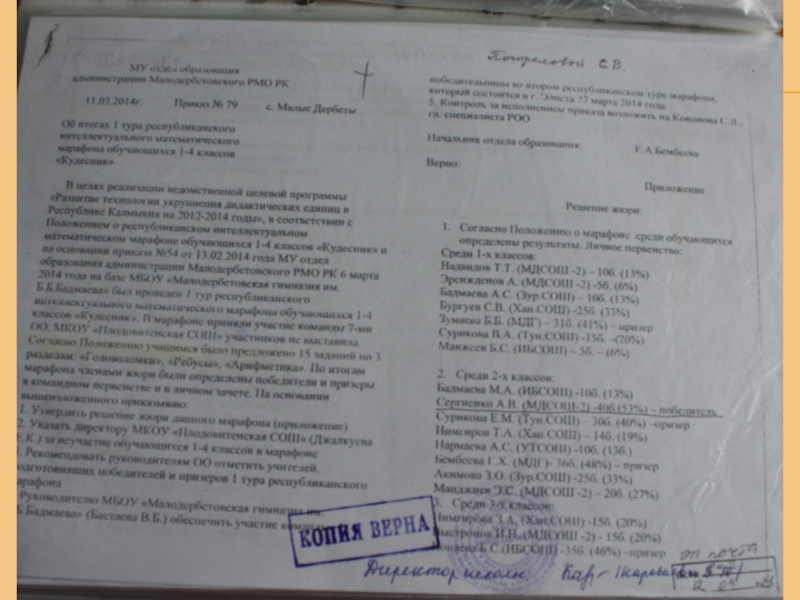 Погореловой С.В.
МУ отдел образования
администрации Малодербетовского РМО РК
11.03.2014г. Приказ № 79 с. Малые Дербеты
Об итогах 1 тура республиканского
интеллектуального математического
марафона обучающихся 1-4 классов
«Кудесник»
В целях реализации ведомственной целевой программы
«Развитие технологии укрушнения дидактических единиц в
Республике Калмыкия на 2012-2014 годы», в соответствии с
Положением о республиканском интеллектуальном
математическом марафоне обучающихся 1-4 классов «Кудесник» и
на основании приказа №54 от 13.02.2014 года МУ отдел
образования администрации Малодербетовского РМО РК 6 марта
2014 года на базе МБОУ «Малодербетовская гимназия им.
Б.Б.Бадмаева» был проведен 1 тур республиканского
интеллектуального математического марафона обучающихся 1-4
классов «Кудесник». В марафоне приняли участие команды 7-ми
ОО. МКОУ «Плодовитенская СОШ» участников не выставила.
Согласно Положению учащимся было предложено 15 заданий по 3
разделам: «Головоломки», «Ребусы», «Арифметика». По итогам
марафона членами жюри были определены победители и призеры
в командном первенстве и в личном зачете. На основании
вышеизложенного приказываю:
1. Утвердить решение жюри данного марафона (приложение)
2. Указать директору МКОУ «Плодовитенская СОШ» (Джалкуева
Е.К.) за неучастие обучающихся 1-4 классов в марафоне
3. Рекомендовать руководителям ОО отметить учителей,
подготовивших победителей и призеров 1 тура республиканского
марафона
Руководителю МБОУ «Малодербетовская гимназия им.
Б.Бадмаева» (Бастаева В.Б.) обеспечить участие
победительницы во втором республиканском туре марафона,
который состоится в г. Элиста 27 марта 2014 года
5. Контроль за исполнением приказа возложить на Кононова С.Л.,
гл. специалиста РОО
Начальник отдела образования: Е.А.Бембеева
Верно:
Приложение
Решение жюри:
1. Согласно Положению о марафоне среди обучающихся
определены результаты. Личное первенство:
Среди 1-х классов:
Надвидов Т.Т. (МДСОШ -2) – 10б. (13%)
Эрендженов А. (МДСОШ -2) -5б. (6%)
Бадмаева А.С. (Зур.СОШ) – 10б. (13%)
Бургуев С.В. (Хан.СОШ) -25б. (33%)
Зумаева Б.Б. (МДГ) – 31б. (41%) – призер
Сурикова В.А. (Тун.СОШ) -15б. –(20%)
Манжеев Б.С. (ИБСОШ) – 5б. – (6%)
2. Среди 2-х классов:
Бадмаева М.А. (ИБСОШ) -10б. (13%)
Сергиенко А.В. (МДСОШ-2) -40б.(53%) – победитель
Сурикова Е.М. (Тун.СОШ) – 30б. (40%) –призер
Нимгиров Т.А. (Хан.СОШ) – 14б. (19%)
Нармаева А.С. (УТСОШ) -10б. (13б.)
Бембеева Г.Х. (МДГ)- 36б. (48%) – призер
Акимова З.О. (Зур.СОШ) -25б. (33%)
Манджиев Э.С. (МДСОШ -2) – 20б. (27%)
3. Среди 3-х классов:
Нимгирова З.А. (Хан.СОШ) -15б. (20%)
Быстронов И.Н. (МДСОШ -2) - 15б. (20%)
Б.С. (ИБСОШ) -35б. (46%) –призер
КОПИЯ ВЕРНА
Директор школы